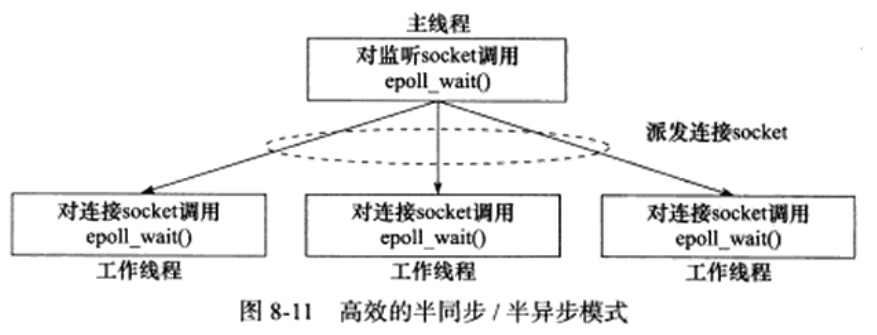 主线程
对监听socket调用
epoll_wait()
派发连接socket
对连接socket调用
epoll_wait()
工作线程
对连接socket调用
epoll_wait()
工作线程
对连接socket调用
epoll_wait()
工作线程
图 8-11 高效的半同步 / 半异步模式